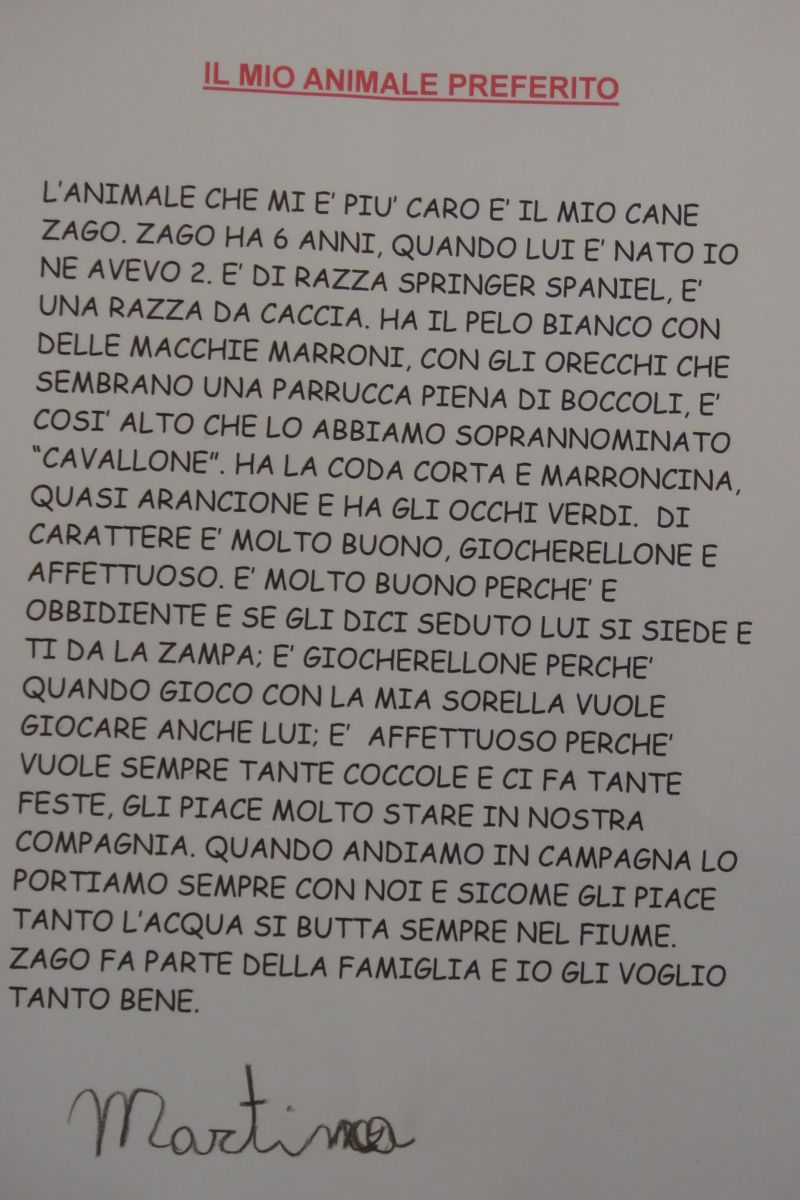 IL MIO ANIMALE PREFERITO
L'ANIMALE CHE MI E' PIU' CARO E' IL MIO CANE
ZAGO. ZAGO HA 6 ANNI, QUANDO LUI E' NATO IO
NE AVEVO 2. E' DI RAZZA SPRINGER SPANIEL, E'
UNA RAZZA DA CACCIA. HA IL PELO BIANCO CON
DELLE MACCHIE MARRONI, CON GLI ORECCHI CHE
SEMBRANO UNA PARRUCCA PIENA DI BOCCOLI, E'
COSI' ALTO CHE LO ABBIAMO SOPRANNOMINATO
"CAVALLONE". HA LA CODA CORTA E MARRONCINA,
QUASI ARANCIONE E HA GLI OCCHI VERDI. DI
CARATTERE E' MOLTO BUONO, GIOCHERELLONE E
AFFETTUOSO. E' MOLTO BUONO PERCHE' E
OBBIDIENTE E SE GLI DICI SEDUTO LUI SI SIEDE E
TI DA LA ZAMPA; E' GIOCHERELLONE PERCHE'
QUANDO GIOCO CON LA MIA SORELLA VUOLE
GIOCARE ANCHE LUI; E' AFFETTUOSO PERCHE'
VUOLE SEMPRE TANTE COCCOLE E CI FA TANTE
FESTE, GLI PIACE MOLTO STARE IN NOSTRA
COMPAGNIA. QUANDO ANDIAMO IN CAMPAGNA LO
PORTIAMO SEMPRE CON NOI E SICOME GLI PIACE
TANTO L'ACQUA SI BUTTA SEMPRE NEL FIUME.
ZAGO FA PARTE DELLA FAMIGLIA E IO GLI VOGLIO
TANTO BENE.
Martina